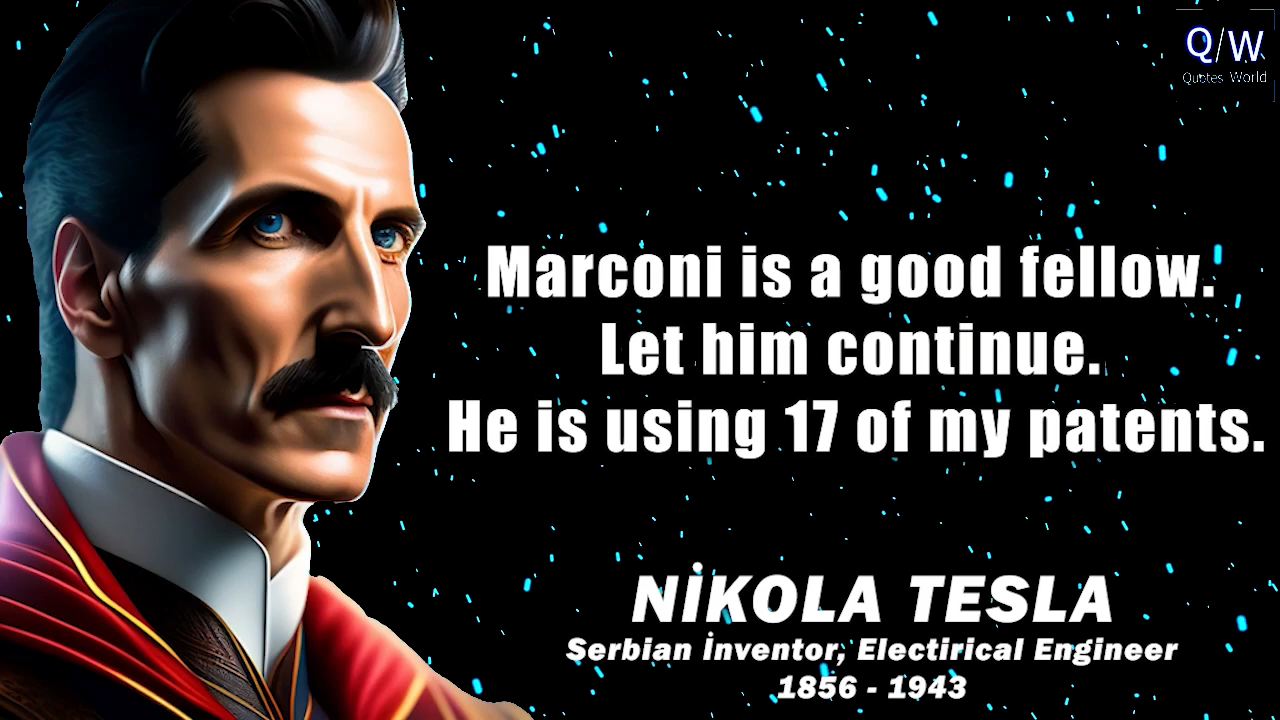 Q/W
Quotes World
Marconi is a good fellow.
Let him continue.
He is using 17 of my patents.
NİKOLA TESLA
Serbian İnventor, Electirical Engineer
1856 - 1943